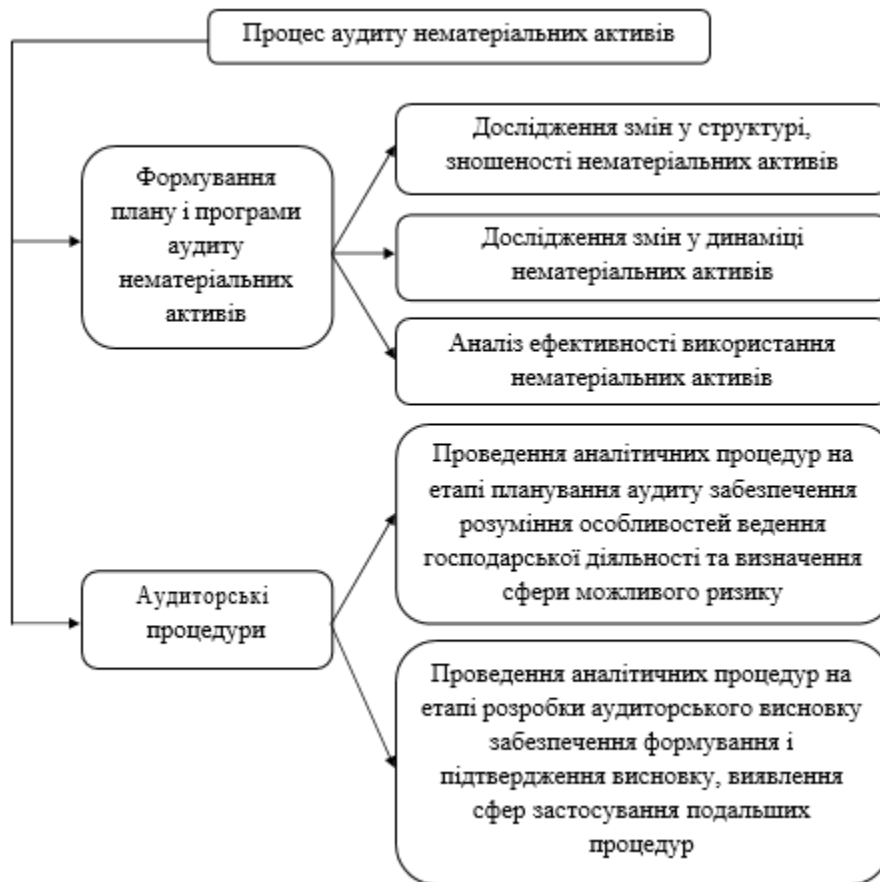 Процес аудиту нематеріальних активів
Формування
плану і програми
аудиту
нематеріальних
активів
Дослідження змін у структурі,
зношеності нематеріальних активів
Дослідження змін у динаміці
нематеріальних активів
Аналіз ефективності використання
нематеріальних активів
Аудиторські
процедури
Проведення аналітичних процедур на
етапі планування аудиту забезпечення
розуміння особливостей ведення
господарської діяльності та визначення
сфери можливого ризику
Проведення аналітичних процедур на
етапі розробки аудиторського висновку
забезпечення формування і
підтвердження висновку, виявлення
сфер застосування подальших
процедур